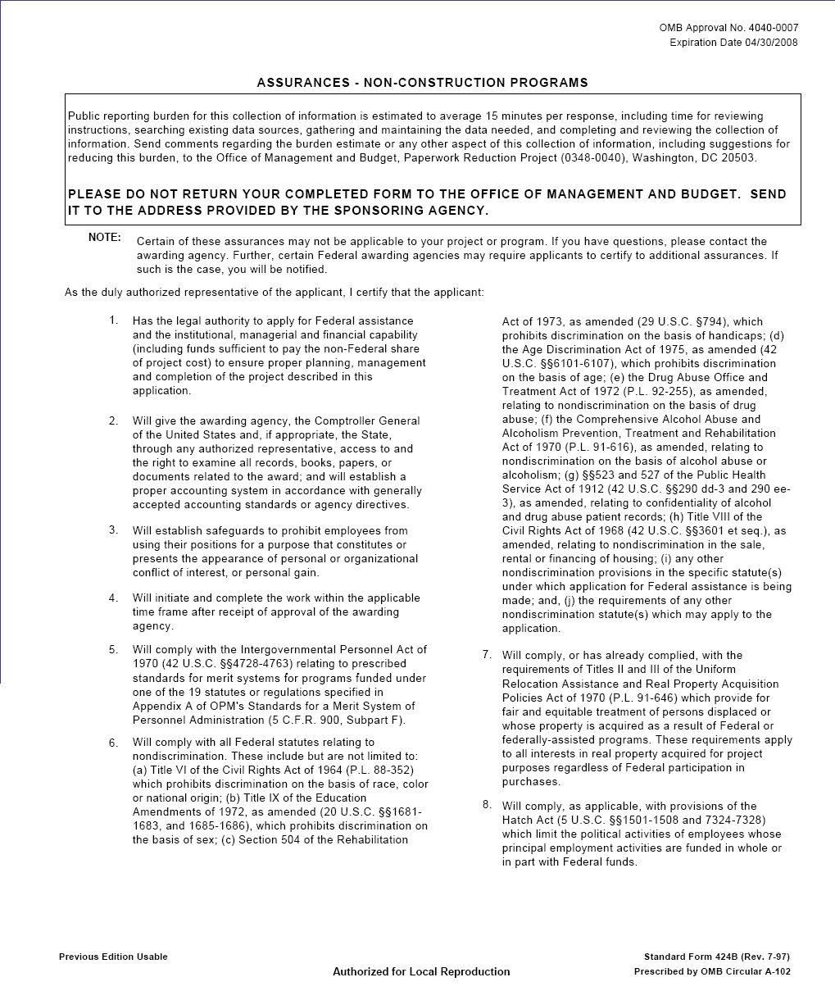 OMB Approval No. 4040-0007
Expiration Date 04/30/2008
ASSURANCES - NON-CONSTRUCTION PROGRAMS
Public reporting burden for this collection of information is estimated to average 15 minutes per response, including time for reviewing
instructions, searching existing data sources, gathering and maintaining the data needed, and completing and reviewing the collection of
information. Send comments regarding the burden estimate or any other aspect of this collection of information, including suggestions for
reducing this burden, to the Office of Management and Budget, Paperwork Reduction Project (0348-0040), Washington, DC 20503.
PLEASE DO NOT RETURN YOUR COMPLETED FORM TO THE OFFICE OF MANAGEMENT AND BUDGET. SEND
IT TO THE ADDRESS PROVIDED BY THE SPONSORING AGENCY.
NOTE: Certain of these assurances may not be applicable to your project or program. If you have questions, please contact the
awarding agency. Further, certain Federal awarding agencies may require applicants to certify to additional assurances. If
such is the case, you will be notified.
As the duly authorized representative of the applicant, I certify that the applicant:
1. Has the legal authority to apply for Federal assistance
and the institutional, managerial and financial capability
(including funds sufficient to pay the non-Federal share
of project cost) to ensure proper planning, management
and completion of the project described in this
application.
2. Will give the awarding agency, the Comptroller General
of the United States and, if appropriate, the State,
through any authorized representative, access to and
the right to examine all records, books, papers, or
documents related to the award; and will establish a
proper accounting system in accordance with generally
accepted accounting standards or agency directives.
3. Will establish safeguards to prohibit employees from
using their positions for a purpose that constitutes or
presents the appearance of personal or organizational
conflict of interest, or personal gain.
4. Will initiate and complete the work within the applicable
time frame after receipt of approval of the awarding
agency.
5. Will comply with the Intergovernmental Personnel Act of
1970 (42 U.S.C. §§4728-4763) relating to prescribed
standards for merit systems for programs funded under
one of the 19 statutes or regulations specified in
Appendix A of OPM's Standards for a Merit System of
Personnel Administration (5 C.F.R. 900, Subpart F).
6. Will comply with all Federal statutes relating to
nondiscrimination. These include but are not limited to:
(a) Title VI of the Civil Rights Act of 1964 (P.L. 88-352)
which prohibits discrimination on the basis of race, color
or national origin; (b) Title IX of the Education
Amendments of 1972, as amended (20 U.S.C. §§1681-
1683, and 1685-1686), which prohibits discrimination on
the basis of sex; (c) Section 504 of the Rehabilitation
Act of 1973, as amended (29 U.S.C. §794), which
prohibits discrimination on the basis of handicaps; (d)
the Age Discrimination Act of 1975, as amended (42
U.S.C. §§6101-6107), which prohibits discrimination
on the basis of age; (e) the Drug Abuse Office and
Treatment Act of 1972 (P.L. 92-255), as amended,
relating to nondiscrimination on the basis of drug
abuse; (f) the Comprehensive Alcohol Abuse and
Alcoholism Prevention, Treatment and Rehabilitation
Act of 1970 (P.L. 91-616), as amended, relating to
nondiscrimination on the basis of alcohol abuse or
alcoholism; (g) §§523 and 527 of the Public Health
Service Act of 1912 (42 U.S.C. §§290 dd-3 and 290 ee-
3), as amended, relating to confidentiality of alcohol
and drug abuse patient records; (h) Title VIII of the
Civil Rights Act of 1968 (42 U.S.C. §§3601 et seq.), as
amended, relating to nondiscrimination in the sale,
rental or financing of housing; (i) any other
nondiscrimination provisions in the specific statute(s)
under which application for Federal assistance is being
made; and, (j) the requirements of any other
nondiscrimination statute(s) which may apply to the
application.
7. Will comply, or has already complied, with the
requirements of Titles II and III of the Uniform
Relocation Assistance and Real Property Acquisition
Policies Act of 1970 (P.L. 91-646) which provide for
fair and equitable treatment of persons displaced or
whose property is acquired as a result of Federal or
federally-assisted programs. These requirements apply
to all interests in real property acquired for project
purposes regardless of Federal participation in
purchases.
8. Will comply, as applicable, with provisions of the
Hatch Act (5 U.S.C. §§1501-1508 and 7324-7328)
which limit the political activities of employees whose
principal employment activities are funded in whole or
in part with Federal funds.
Previous Edition Usable
Standard Form 424B (Rev. 7-97)
Authorized for Local Reproduction
Prescribed by OMB Circular A-102